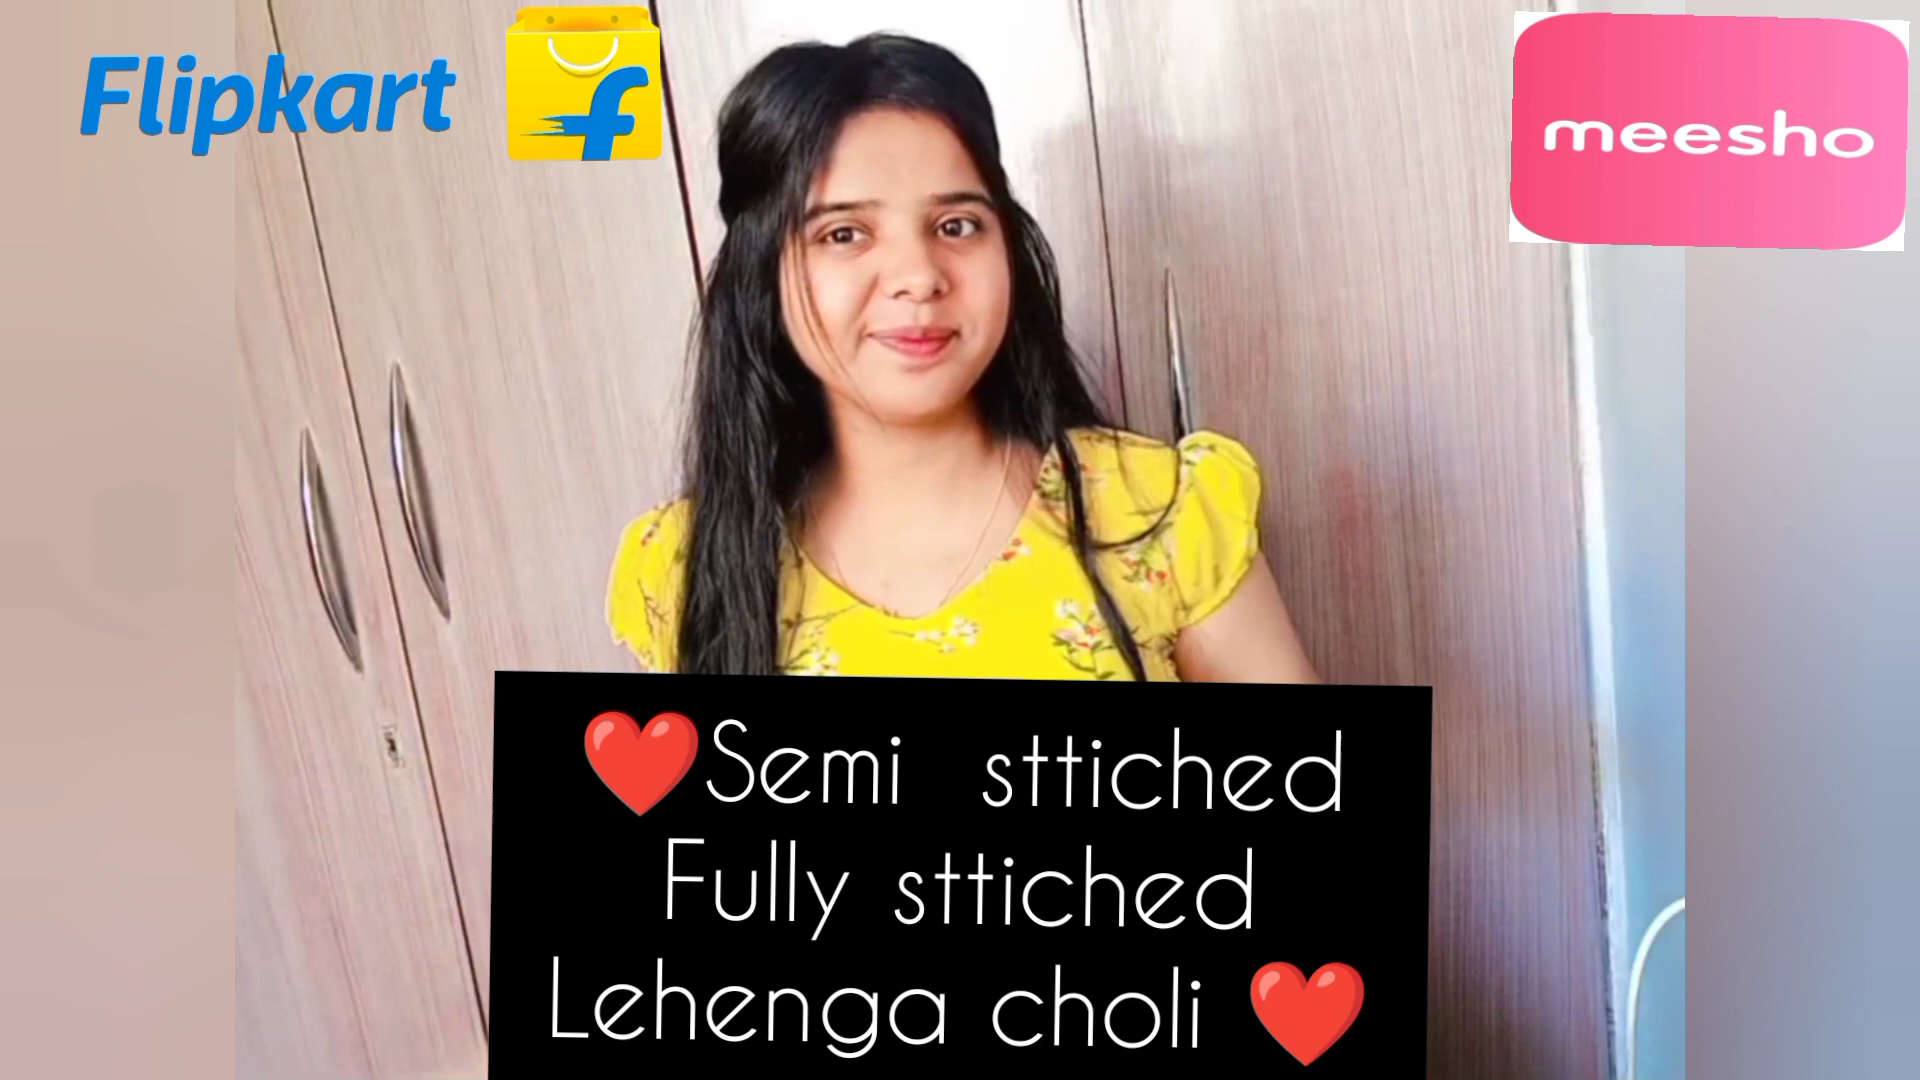 Flipkart
f
meesho
❤️Semi sttiched
Fully sttiched
Lehenga choli ❤️